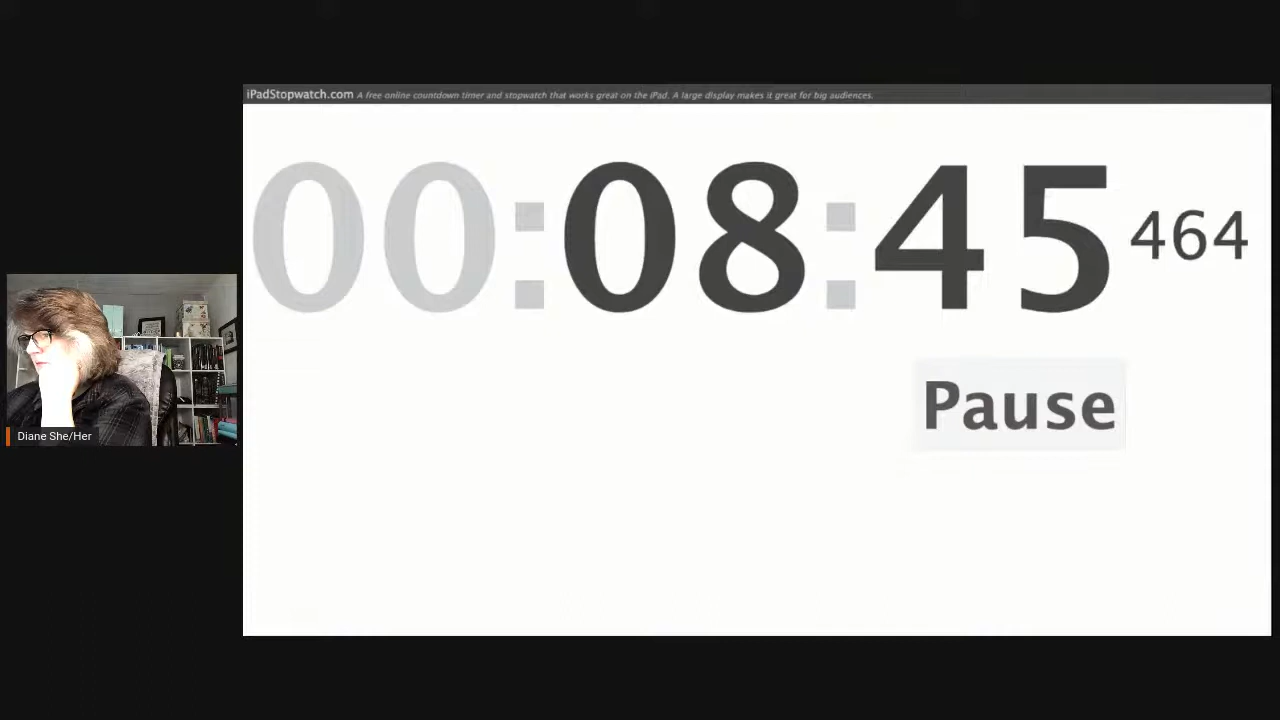 iPadStopwatch.com A free online countdown timer and stopwatch that works great on the iPad. A large display makes it great for big audiences.
00:08:45 464
Pause
Diane She/Her